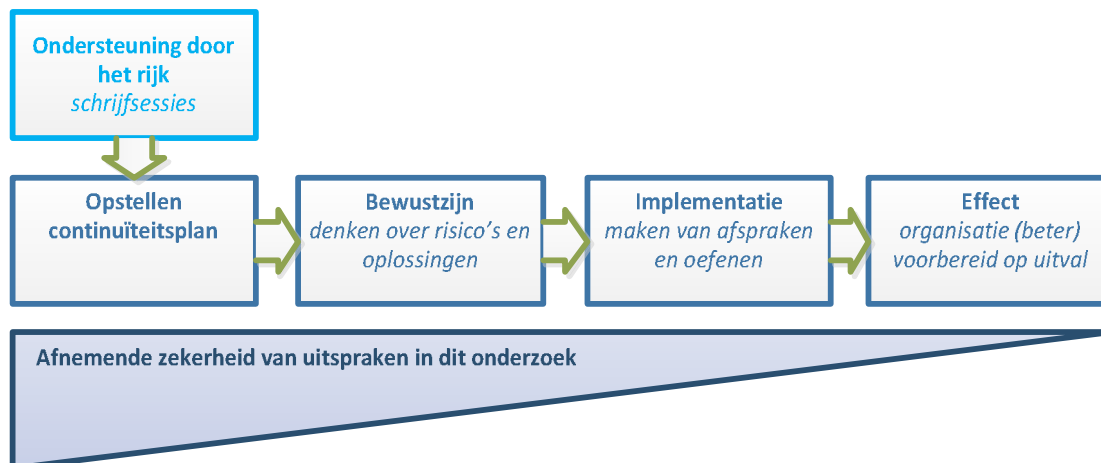 Ondersteuning door
het rijk
schrijfsessies
Opstellen
continuïteitsplan
Bewustzijn
denken over risico’s en
oplossingen
Implementatie
maken van afspraken
en oefenen
Effect
organisatie (beter)
voorbereid op uitval
Afnemende zekerheid van uitspraken in dit onderzoek